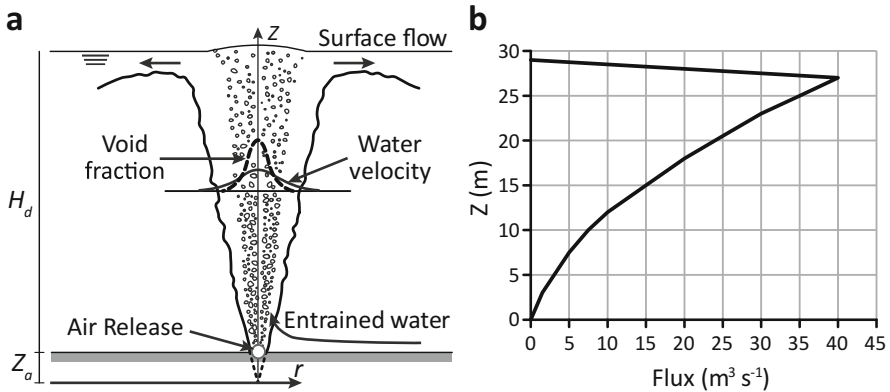 a
Z
Surface flow
Void
fraction
Water
velocity
H_d
Air Release
Entrained water
Z_a
r
b
30
25
20
15
10
5
0
Z (m)
0 5 10 15 20 25 30 35 40 45
Flux (m³ s⁻¹)